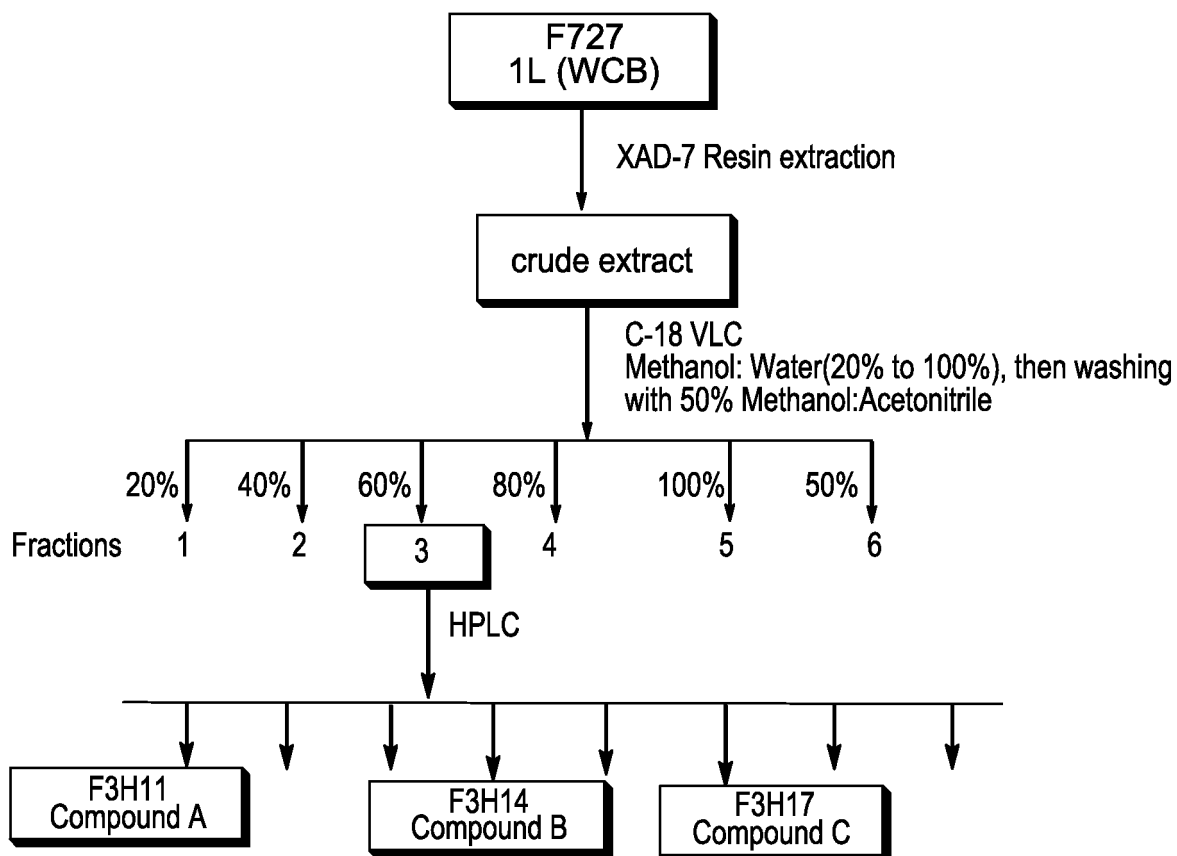 F727
1L (WCB)
XAD-7 Resin extraction
crude extract
C-18 VLC
Methanol: Water(20% to 100%), then washing
with 50% Methanol:Acetonitrile
20% 40% 60% 80% 100% 50%
Fractions 1 2 3 4 5 6
HPLC
F3H11
Compound A
F3H14
Compound B
F3H17
Compound C